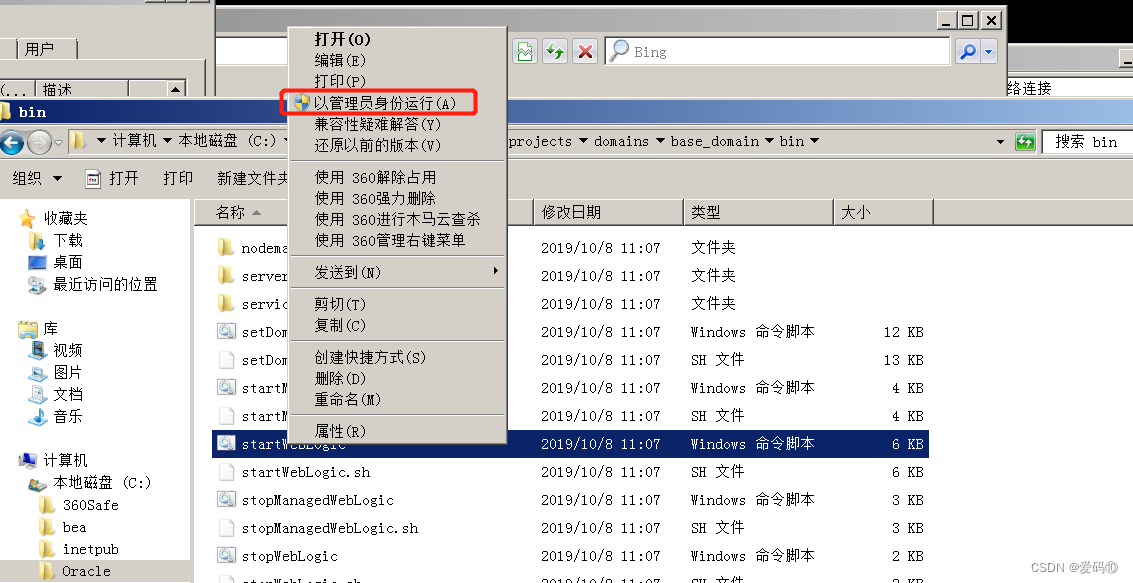 用户
(...
描述
Bing
络连接
打开(O)
编辑(E)
打印(P)
以管理员身份运行(A)
兼容性疑难解答(Y)
还原以前的版本(V)
使用 360解除占用
使用 360强力删除
使用 360进行木马云查杀
使用 360管理右键菜单
发送到(N)
剪切(T)
复制(C)
创建快捷方式(S)
删除(D)
重命名(M)
属性(R)
bin
计算机 本地磁盘 (C:) projects domains base_domain bin
搜索 bin
组织 打开 打印 新建文件夹
收藏夹
下载
桌面
最近访问的位置
库
视频
图片
文档
音乐
计算机
本地磁盘 (C:)
360Safe
bea
inetpub
Oracle
名称 修改日期 类型 大小
nodema 2019/10/8 11:07 文件夹
server 2019/10/8 11:07 文件夹
servic 2019/10/8 11:07 文件夹
setDom 2019/10/8 11:07 Windows 命令脚本 12 KB
setDom 2019/10/8 11:07 SH 文件 13 KB
startM 2019/10/8 11:07 Windows 命令脚本 4 KB
startM 2019/10/8 11:07 SH 文件 4 KB
startWebLogic 2019/10/8 11:07 Windows 命令脚本 6 KB
startWebLogic.sh 2019/10/8 11:07 SH 文件 6 KB
stopManagedWebLogic 2019/10/8 11:07 Windows 命令脚本 3 KB
stopManagedWebLogic.sh 2019/10/8 11:07 SH 文件 3 KB
stopWebLogic 2019/10/8 11:07 Windows 命令脚本 2 KB
stopWebLogic.sh 2019/10/8 11:07 SH 文件 2 KB
CSDN @爱码⑩